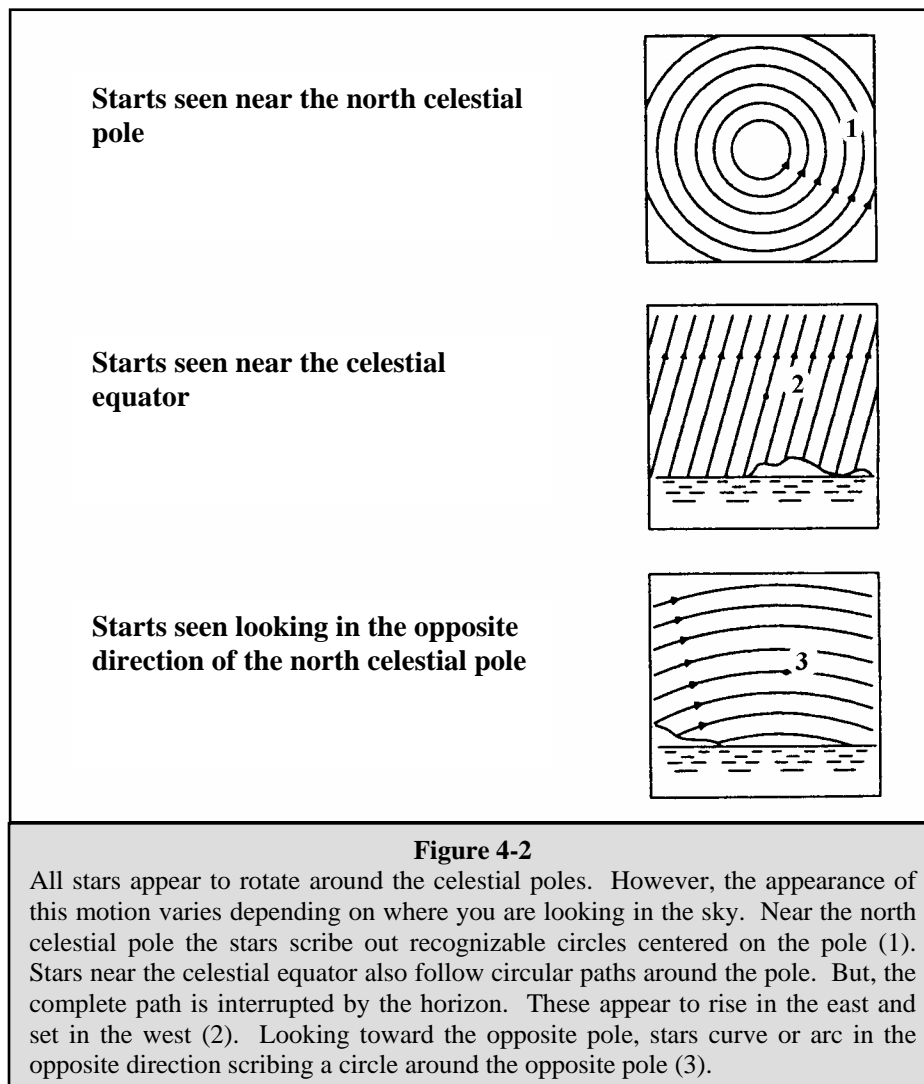 Starts seen near the north celestial
pole
1
Starts seen near the celestial
equator
2
Starts seen looking in the opposite
direction of the north celestial pole
3
Figure 4-2
All stars appear to rotate around the celestial poles. However, the appearance of
this motion varies depending on where you are looking in the sky. Near the north
celestial pole the stars scribe out recognizable circles centered on the pole (1).
Stars near the celestial equator also follow circular paths around the pole. But, the
complete path is interrupted by the horizon. These appear to rise in the east and
set in the west (2). Looking toward the opposite pole, stars curve or arc in the
opposite direction scribing a circle around the opposite pole (3).